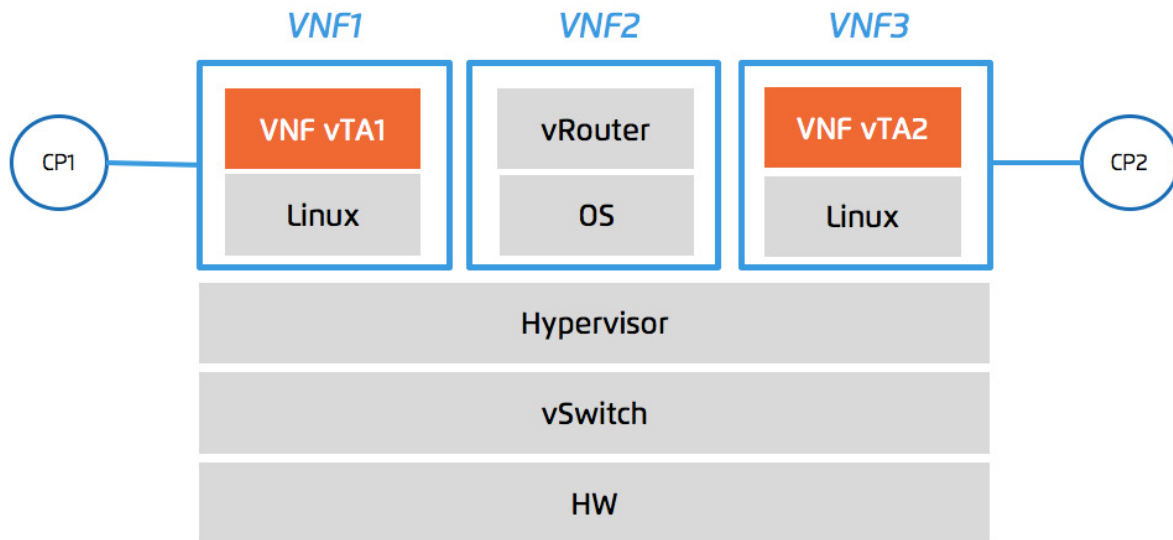 VNF1
VNF2
VNF3
CP1
VNF vTA1
vRouter
VNF vTA2
CP2
Linux
OS
Linux
Hypervisor
vSwitch
HW